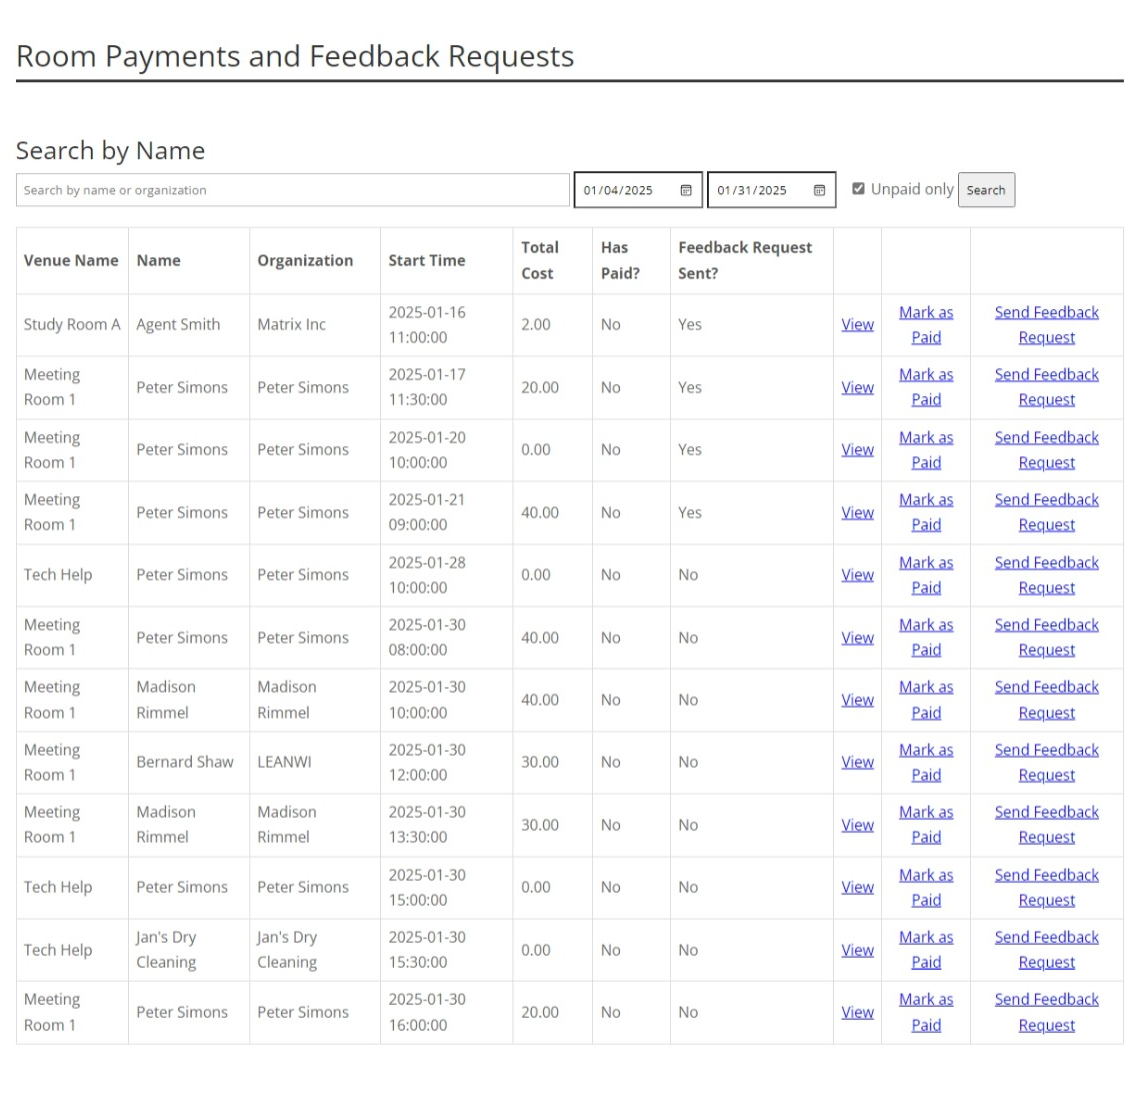 Room Payments and Feedback Requests
Search by Name
Search by name or organization 01/04/2025 01/31/2025 Unpaid only Search
Venue Name Name Organization Start Time Total Cost Has Paid? Feedback Request Sent?
Study Room A Agent Smith Matrix Inc 2025-01-16 11:00:00 2.00 No Yes View Mark as Paid Send Feedback Request
Meeting Room 1 Peter Simons Peter Simons 2025-01-17 11:30:00 20.00 No Yes View Mark as Paid Send Feedback Request
Meeting Room 1 Peter Simons Peter Simons 2025-01-20 10:00:00 0.00 No Yes View Mark as Paid Send Feedback Request
Meeting Room 1 Peter Simons Peter Simons 2025-01-21 09:00:00 40.00 No Yes View Mark as Paid Send Feedback Request
Tech Help Peter Simons Peter Simons 2025-01-28 10:00:00 0.00 No No View Mark as Paid Send Feedback Request
Meeting Room 1 Peter Simons Peter Simons 2025-01-30 08:00:00 40.00 No No View Mark as Paid Send Feedback Request
Meeting Room 1 Madison Rimmel Madison Rimmel 2025-01-30 10:00:00 40.00 No No View Mark as Paid Send Feedback Request
Meeting Room 1 Bernard Shaw LEANWI 2025-01-30 12:00:00 30.00 No No View Mark as Paid Send Feedback Request
Meeting Room 1 Madison Rimmel Madison Rimmel 2025-01-30 13:30:00 30.00 No No View Mark as Paid Send Feedback Request
Tech Help Peter Simons Peter Simons 2025-01-30 15:00:00 0.00 No No View Mark as Paid Send Feedback Request
Tech Help Jan's Dry Cleaning Jan's Dry Cleaning 2025-01-30 15:30:00 0.00 No No View Mark as Paid Send Feedback Request
Meeting Room 1 Peter Simons Peter Simons 2025-01-30 16:00:00 20.00 No No View Mark as Paid Send Feedback Request